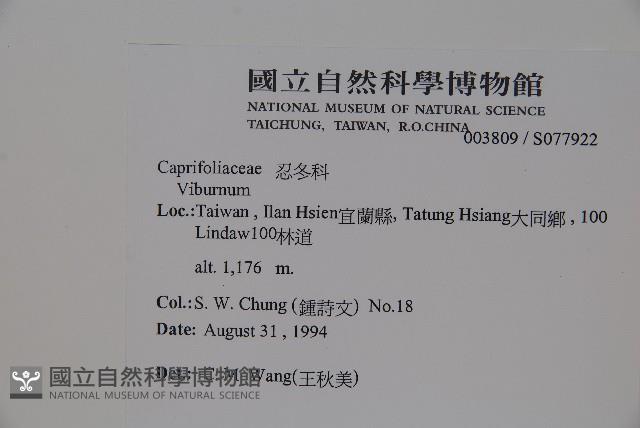 國立自然科學博物館
NATIONAL MUSEUM OF NATURAL SCIENCE
TAICHUNG, TAIWAN, R.O.CHINA
003809 / S077922
Caprifoliaceae 忍冬科
Viburnum
Loc.:Taiwan , Ilan Hsien宜蘭縣, Tatung Hsiang大同鄉 , 100
Lindaw100林道
alt. 1,176 m.
Col.:S. W. Chung (鍾詩文) No.18
Date: August 31 , 1994
Wang(王秋美)
國立自然科學博物館
NATIONAL MUSEUM OF NATURAL SCIENCE